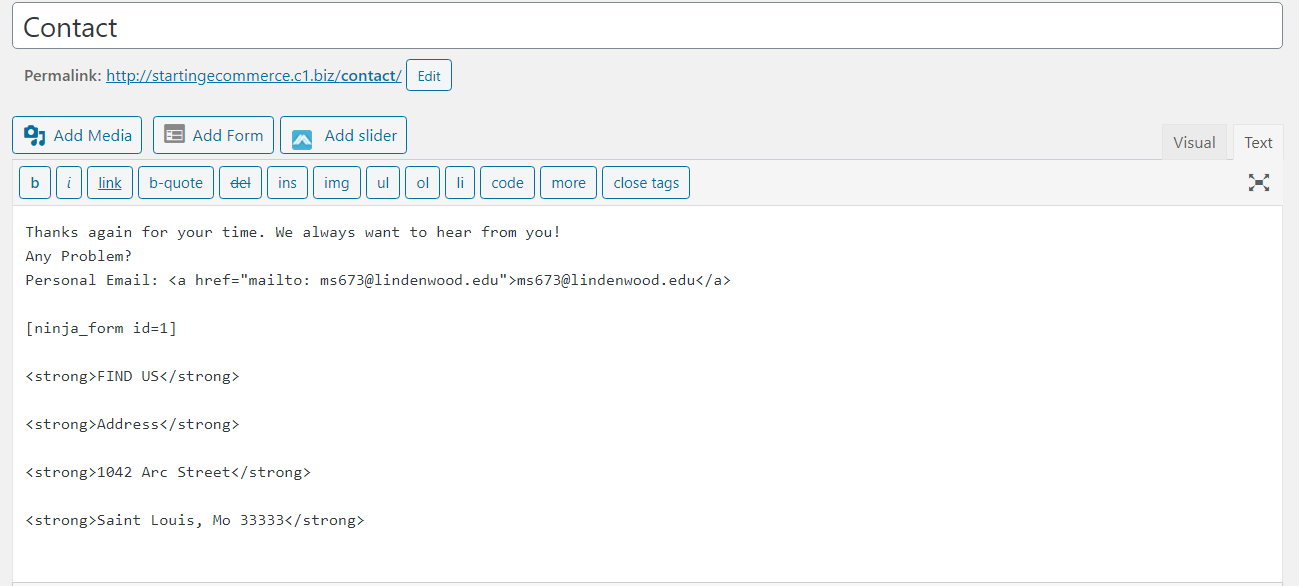 Contact
Permalink: http://startingecommerce.c1.biz/contact/ Edit
Add Media Add Form Add slider
Visual Text
b i link b-quote del ins img ul ol li code more close tags
Thanks again for your time. We always want to hear from you!
Any Problem?
Personal Email: <a href="mailto: ms673@lindenwood.edu">ms673@lindenwood.edu</a>
[ninja_form id=1]
<strong>FIND US</strong>
<strong>Address</strong>
<strong>1042 Arc Street</strong>
<strong>Saint Louis, Mo 33333</strong>